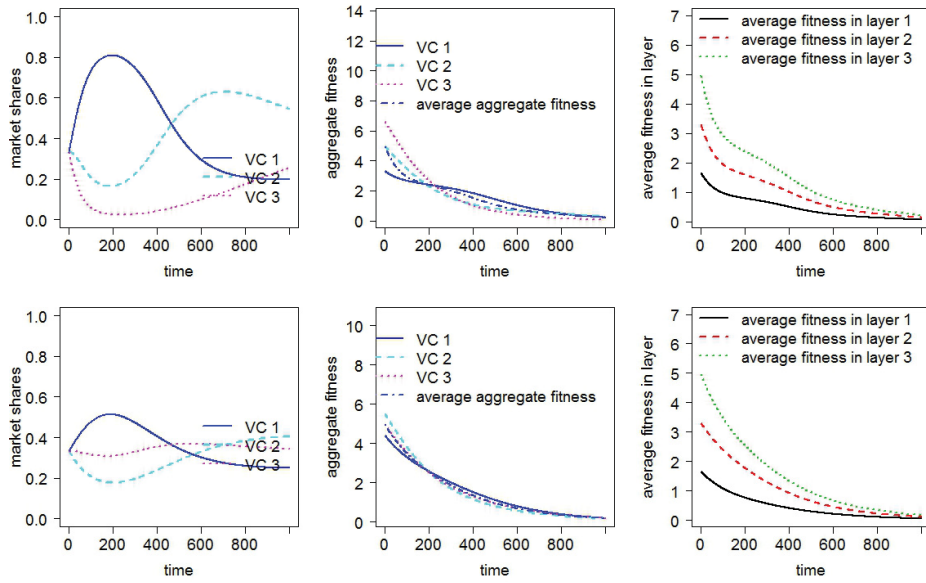 market shares
1.0
0.8
0.6
0.4
0.2
0.0
VC 1
VC 2
VC 3
0 200 400 600 800
time
aggregate fitness
14
12
10
8
6
4
2
0
VC 1
VC 2
VC 3
average aggregate fitness
0 200 400 600 800
time
average fitness in layer
7
6
5
4
3
2
1
0
average fitness in layer 1
average fitness in layer 2
average fitness in layer 3
0 200 400 600 800
time
market shares
1.0
0.8
0.6
0.4
0.2
0.0
VC 1
VC 2
VC 3
0 200 400 600 800
time
aggregate fitness
10
8
6
4
2
0
VC 1
VC 2
VC 3
average aggregate fitness
0 200 400 600 800
time
average fitness in layer
7
6
5
4
3
2
1
0
average fitness in layer 1
average fitness in layer 2
average fitness in layer 3
0 200 400 600 800
time